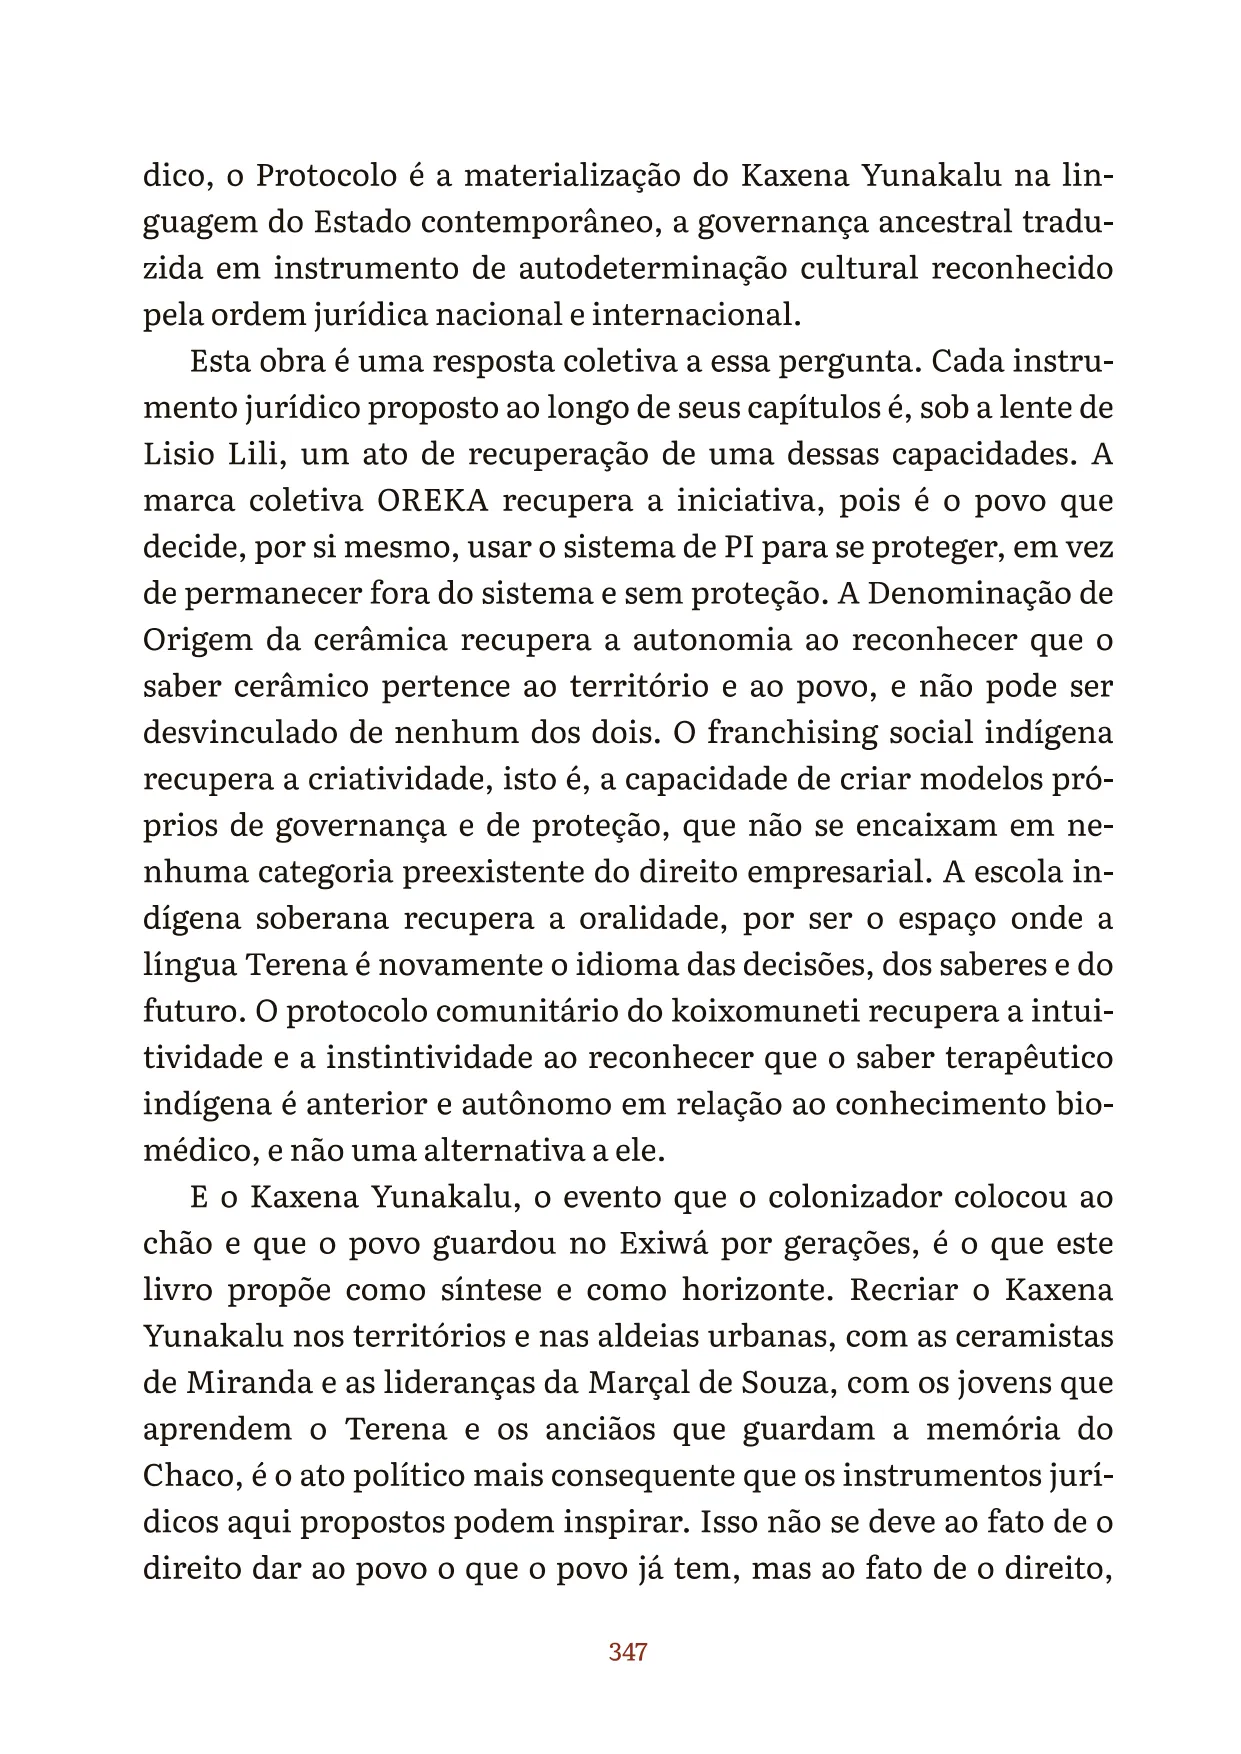 dico, o Protocolo é a materialização do Kaxena Yunakalu na lin-
guagem do Estado contemporâneo, a governança ancestral tradu-
zida em instrumento de autodeterminação cultural reconhecido
pela ordem jurídica nacional e internacional.
Esta obra é uma resposta coletiva a essa pergunta. Cada instru-
mento jurídico proposto ao longo de seus capítulos é, sob a lente de
Lisio Lili, um ato de recuperação de uma dessas capacidades. A
marca coletiva OREKA recupera a iniciativa, pois é o povo que
decide, por si mesmo, usar o sistema de PI para se proteger, em vez
de permanecer fora do sistema e sem proteção. A Denominação de
Origem da cerâmica recupera a autonomia ao reconhecer que o
saber cerâmico pertence ao território e ao povo, e não pode ser
desvinculado de nenhum dos dois. O franchising social indígena
recupera a criatividade, isto é, a capacidade de criar modelos pró-
prios de governança e de proteção, que não se encaixam em ne-
nhuma categoria preexistente do direito empresarial. A escola in-
dígena soberana recupera a oralidade, por ser o espaço onde a
língua Terena é novamente o idioma das decisões, dos saberes e do
futuro. O protocolo comunitário do koixomuneti recupera a intui-
tividade e a instintividade ao reconhecer que o saber terapêutico
indígena é anterior e autônomo em relação ao conhecimento bio-
médico, e não uma alternativa a ele.
E o Kaxena Yunakalu, o evento que o colonizador colocou ao
chão e que o povo guardou no Exiwá por gerações, é o que este
livro propõe como síntese e como horizonte. Recriar o Kaxena
Yunakalu nos territórios e nas aldeias urbanas, com as ceramistas
de Miranda e as lideranças da Marçal de Souza, com os jovens que
aprendem o Terena e os anciãos que guardam a memória do
Chaco, é o ato político mais consequente que os instrumentos jurí-
dicos aqui propostos podem inspirar. Isso não se deve ao fato de o
direito dar ao povo o que o povo já tem, mas ao fato de o direito,
347